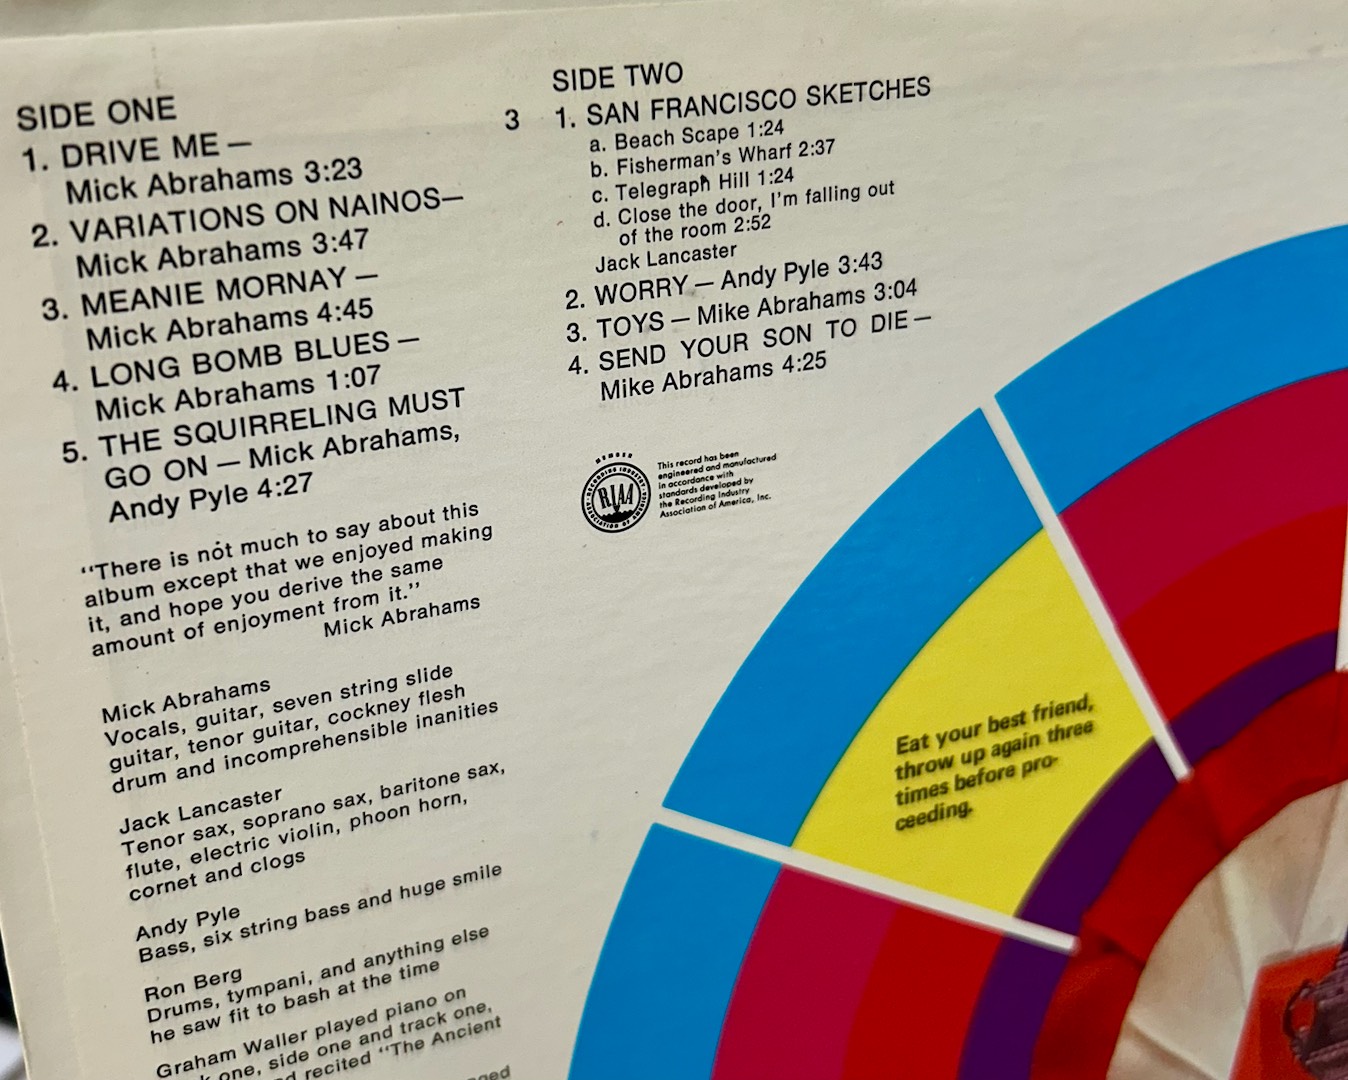 SIDE ONE
1. DRIVE ME —
Mick Abrahams 3:23
2. VARIATIONS ON NAINOS—
Mick Abrahams 3:47
3. MEANIE MORNAY —
Mick Abrahams 4:45
4. LONG BOMB BLUES —
Mick Abrahams 1:07
5. THE SQUIRRELING MUST
GO ON — Mick Abrahams,
Andy Pyle 4:27
“There is not much to say about this
album except that we enjoyed making
it, and hope you derive the same
amount of enjoyment from it.”
Mick Abrahams
Mick Abrahams
Vocals, guitar, seven string slide
guitar, tenor guitar, cockney flesh
drum and incomprehensible inanities
Jack Lancaster
Tenor sax, soprano sax, baritone sax,
flute, electric violin, phoon horn,
cornet and clogs
Andy Pyle
Bass, six string bass and huge smile
Ron Berg
Drums, tympani, and anything else
he saw fit to bash at the time
Graham Waller played piano on
one, side one and track one,
recited “The Ancient
SIDE TWO
3 1. SAN FRANCISCO SKETCHES
a. Beach Scape 1:24
b. Fisherman's Wharf 2:37
c. Telegraph Hill 1:24
d. Close the door, I'm falling out
of the room 2:52
Jack Lancaster
2. WORRY — Andy Pyle 3:43
3. TOYS — Mike Abrahams 3:04
4. SEND YOUR SON TO DIE —
Mike Abrahams 4:25
MEMBER
RECORDING INDUSTRY
RIAA
ASSOCIATION OF AMERICA
This record has been
engineered and manufactured
in accordance with
standards developed by
the Recording Industry
Association of America, Inc.
Eat your best friend,
throw up again three
times before pro-
ceeding.